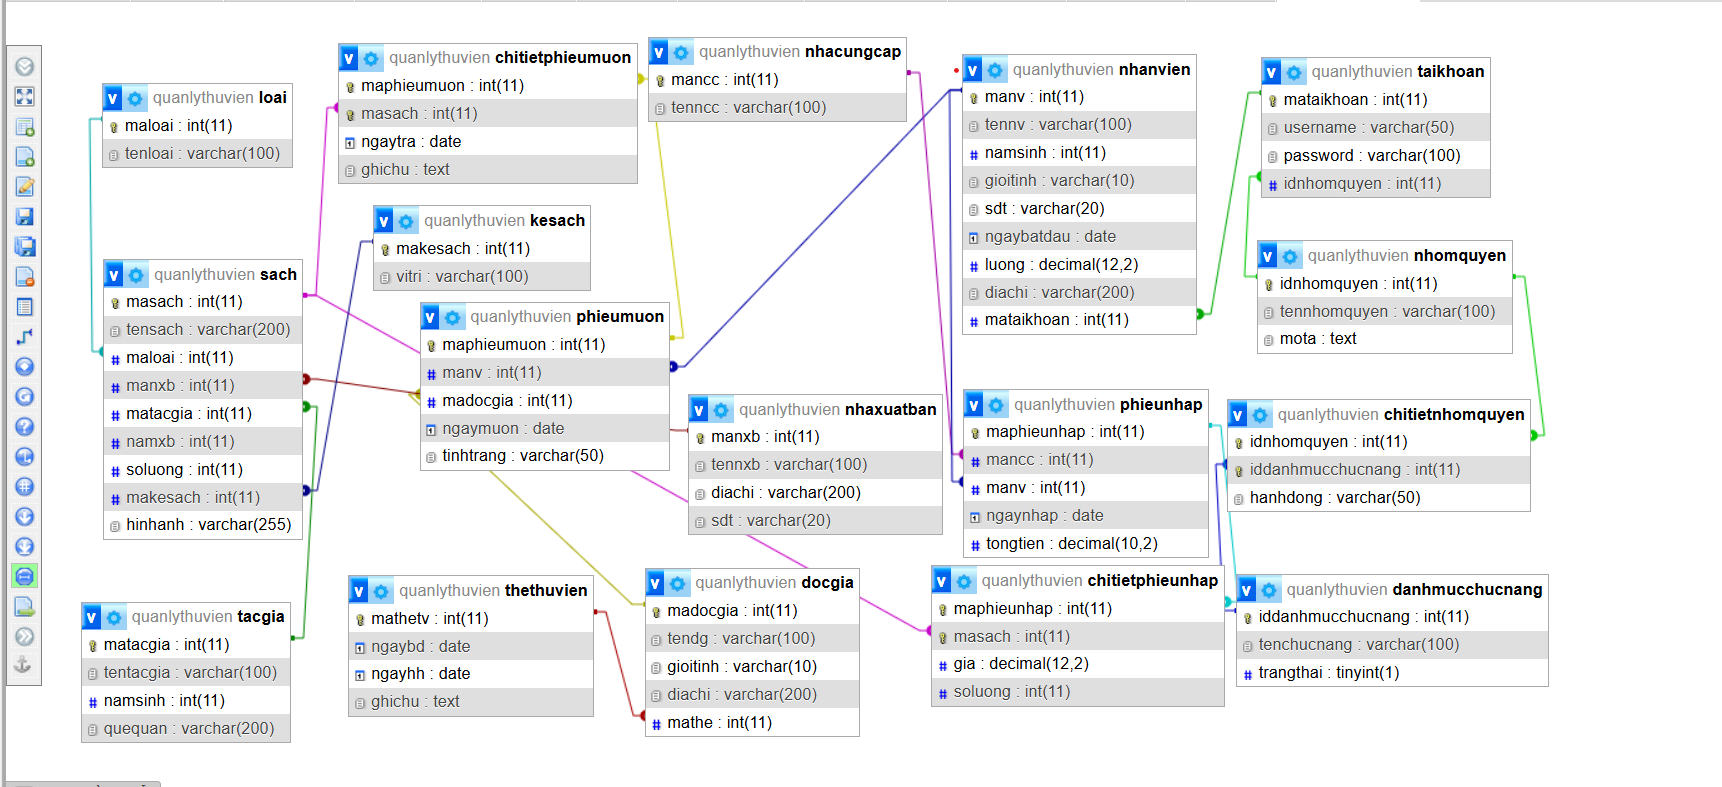 quanlythuvien loai
maloai : int(11)
tenloai : varchar(100)
quanlythuvien chitietphieumuon
maphieumuon : int(11)
masach : int(11)
ngaytra : date
ghichu : text
quanlythuvien nhacungcap
mancc : int(11)
tenncc : varchar(100)
quanlythuvien nhanvien
manv : int(11)
tennv : varchar(100)
namsinh : int(11)
gioitinh : varchar(10)
sdt : varchar(20)
ngaybatdau : date
luong : decimal(12,2)
diachi : varchar(200)
mataikhoan : int(11)
quanlythuvien taikhoan
mataikhoan : int(11)
username : varchar(50)
password : varchar(100)
idnhomquyen : int(11)
quanlythuvien kesach
makesach : int(11)
vitri : varchar(100)
quanlythuvien nhomquyen
idnhomquyen : int(11)
tennhomquyen : varchar(100)
mota : text
quanlythuvien sach
masach : int(11)
tensach : varchar(200)
maloai : int(11)
manxb : int(11)
matacgia : int(11)
namxb : int(11)
soluong : int(11)
makesach : int(11)
hinhanh : varchar(255)
quanlythuvien phieumuon
maphieumuon : int(11)
manv : int(11)
madocgia : int(11)
ngaymuon : date
tinhtrang : varchar(50)
quanlythuvien nhaxuatban
manxb : int(11)
tennxb : varchar(100)
diachi : varchar(200)
sdt : varchar(20)
quanlythuvien phieunhap
maphieunhap : int(11)
mancc : int(11)
manv : int(11)
ngaynhap : date
tongtien : decimal(10,2)
quanlythuvien chitietnhomquyen
idnhomquyen : int(11)
iddanhmucchucnang : int(11)
hanhdong : varchar(50)
quanlythuvien tacgia
matacgia : int(11)
tentacgia : varchar(100)
namsinh : int(11)
quequan : varchar(200)
quanlythuvien thethuvien
mathetv : int(11)
ngaybd : date
ngayhh : date
ghichu : text
quanlythuvien docgia
madocgia : int(11)
tendg : varchar(100)
gioitinh : varchar(10)
diachi : varchar(200)
mathe : int(11)
quanlythuvien chitietphieunhap
maphieunhap : int(11)
masach : int(11)
gia : decimal(12,2)
soluong : int(11)
quanlythuvien danhmucchucnang
iddanhmucchucnang : int(11)
tenchucnang : varchar(100)
trangthai : tinyint(1)